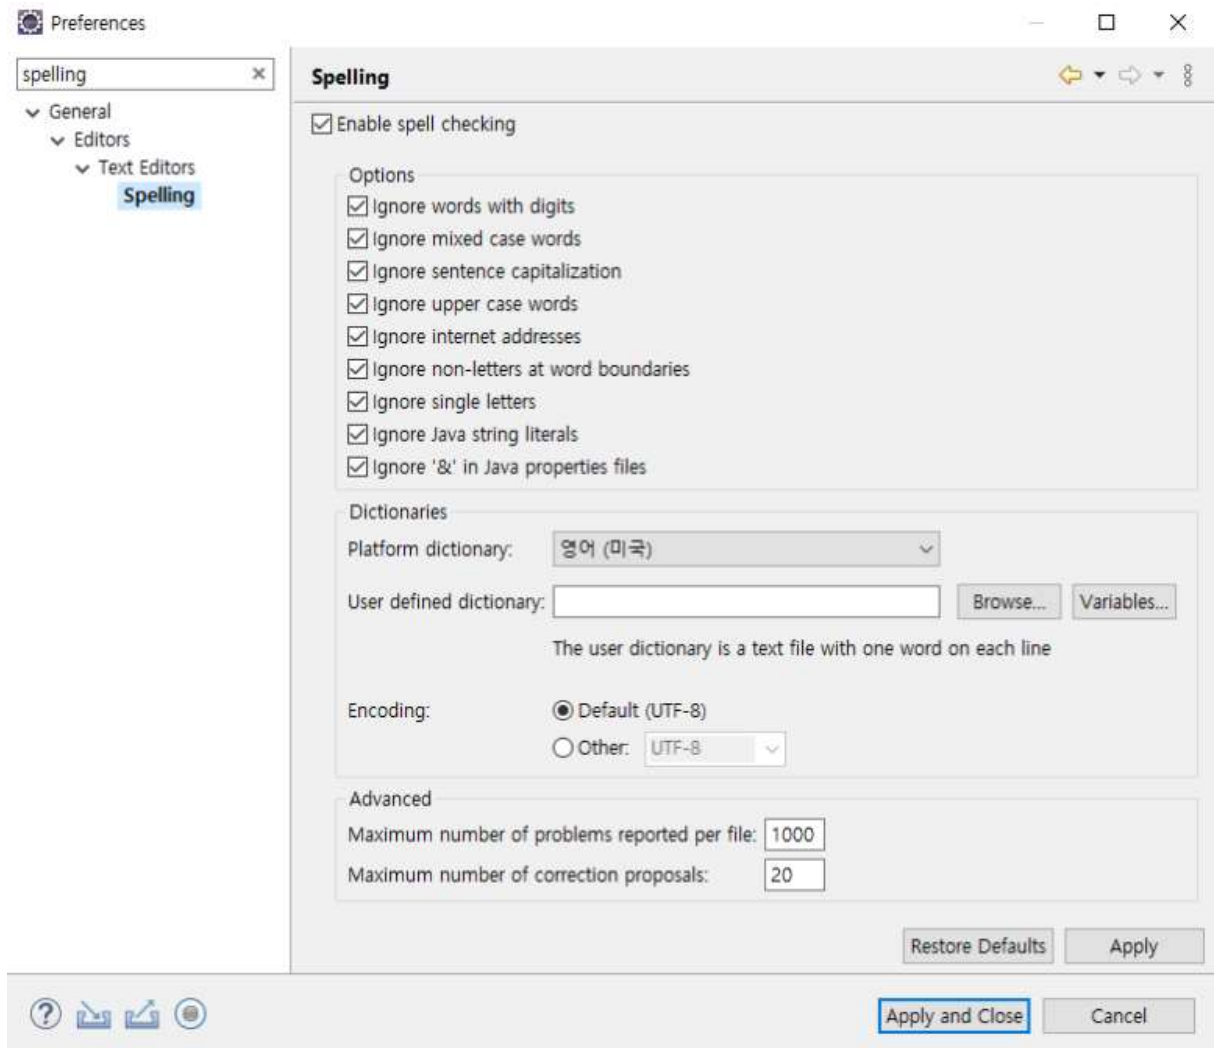 Preferences
spelling
General
Editors
Text Editors
Spelling
Spelling
Enable spell checking
Options
Ignore words with digits
Ignore mixed case words
Ignore sentence capitalization
Ignore upper case words
Ignore internet addresses
Ignore non-letters at word boundaries
Ignore single letters
Ignore Java string literals
Ignore '&' in Java properties files
Dictionaries
Platform dictionary: 영어 (미국)
User defined dictionary: Browse... Variables...
The user dictionary is a text file with one word on each line
Encoding: Default (UTF-8)
Other: UTF-8
Advanced
Maximum number of problems reported per file: 1000
Maximum number of correction proposals: 20
Restore Defaults Apply
Apply and Close Cancel